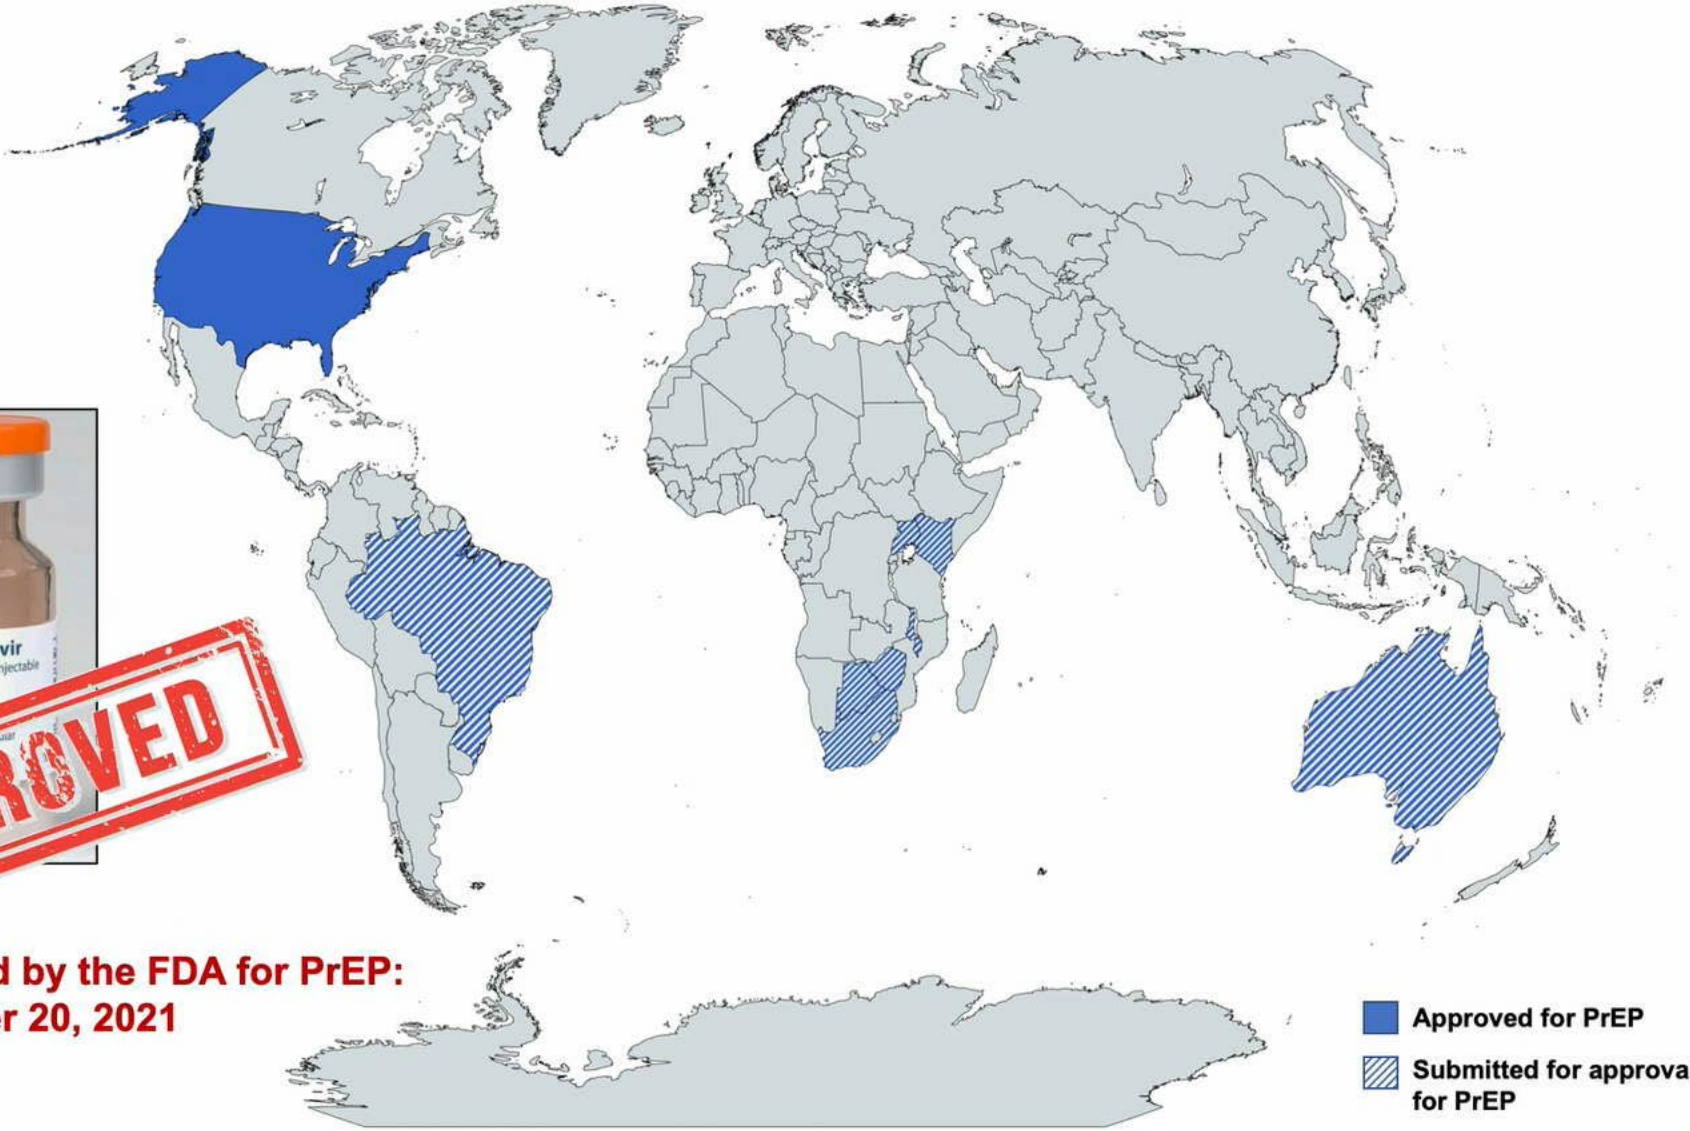 vir
njectable
ROVED
d by the FDA for PrEP:
er 20, 2021
Approved for PrEP
Submitted for approva
for PrEP